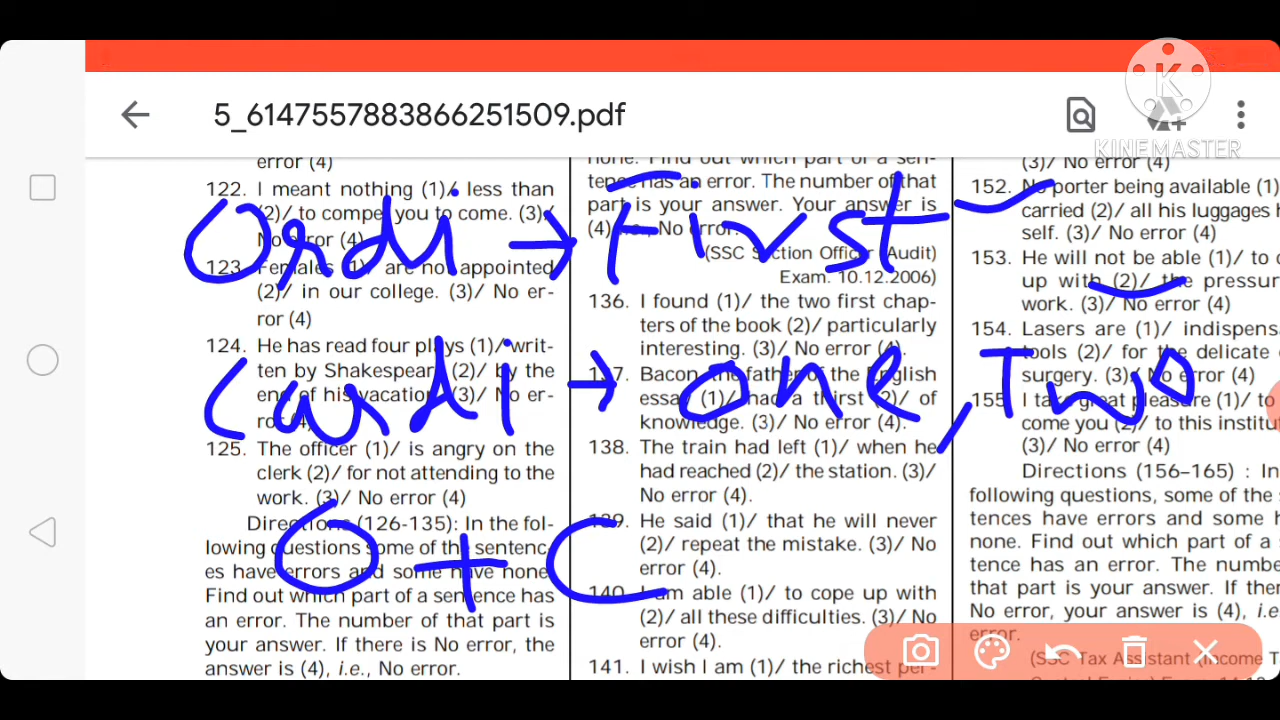 5_6147557883866251509.pdf
KINEMASTER
error (4)
122. I meant nothing (1)/ less than
(2)/ to compel you to come. (3)/
No error (4)
123. Females (1)/ are not appointed
(2)/ in our college. (3)/ No er-
ror (4)
124. He has read four plays (1)/ writ-
ten by Shakespeare (2)/ by the
end of his vacation. (3)/ No er-
ror (4)
125. The officer (1)/ is angry on the
clerk (2)/ for not attending to the
work. (3)/ No error (4)
Directions (126-135): In the fol-
lowing questions some of the sentenc-
es have errors and some have none.
Find out which part of a sentence has
an error. The number of that part is
your answer. If there is No error, the
answer is (4), i.e., No error.
none. Find out which part of a sen-
tence has an error. The number of that
part is your answer. Your answer is
(4) i.e., No error.
(SSC Section Officer (Audit)
Exam. 10.12.2006)
136. I found (1)/ the two first chap-
ters of the book (2)/ particularly
interesting. (3)/ No error (4).
137. Bacon, the father of the English
essay (1)/ had a thirst (2)/ of
knowledge. (3)/ No error (4).
138. The train had left (1)/ when he
had reached (2)/ the station. (3)/
No error (4).
139. He said (1)/ that he will never
(2)/ repeat the mistake. (3)/ No
error (4).
140. I am able (1)/ to cope up with
(2)/ all these difficulties. (3)/ No
error (4).
141. I wish I am (1)/ the richest per-
(3)/ No error (4)
152. No porter being available (1)
carried (2)/ all his luggages h
self. (3)/ No error (4)
153. He will not be able (1)/ to c
up with (2)/ the pressur
work. (3)/ No error (4)
154. Lasers are (1)/ indispensa
tools (2)/ for the delicate
surgery. (3)/ No error (4)
155. I take great pleasure (1)/ to
come you (2)/ to this institut
(3)/ No error (4)
Directions (156–165) : In
following questions, some of the s
tences have errors and some h
none. Find out which part of a s
tence has an error. The numbe
that part is your answer. If ther
No error, your answer is (4), i.e.
error.
(SSC Tax Assistant (Income T
Ordi → First
Cardi → one, Two
O + C